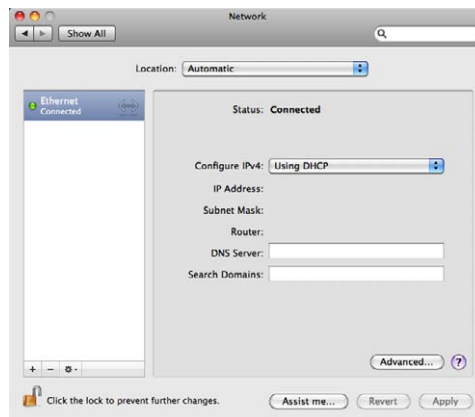 Network
Show All
Location: Automatic
Ethernet
Connected
Status: Connected
Configure IPv4: Using DHCP
IP Address:
Subnet Mask:
Router:
DNS Server:
Search Domains:
Advanced... ?
+ −
Click the lock to prevent further changes.
Assist me... Revert Apply